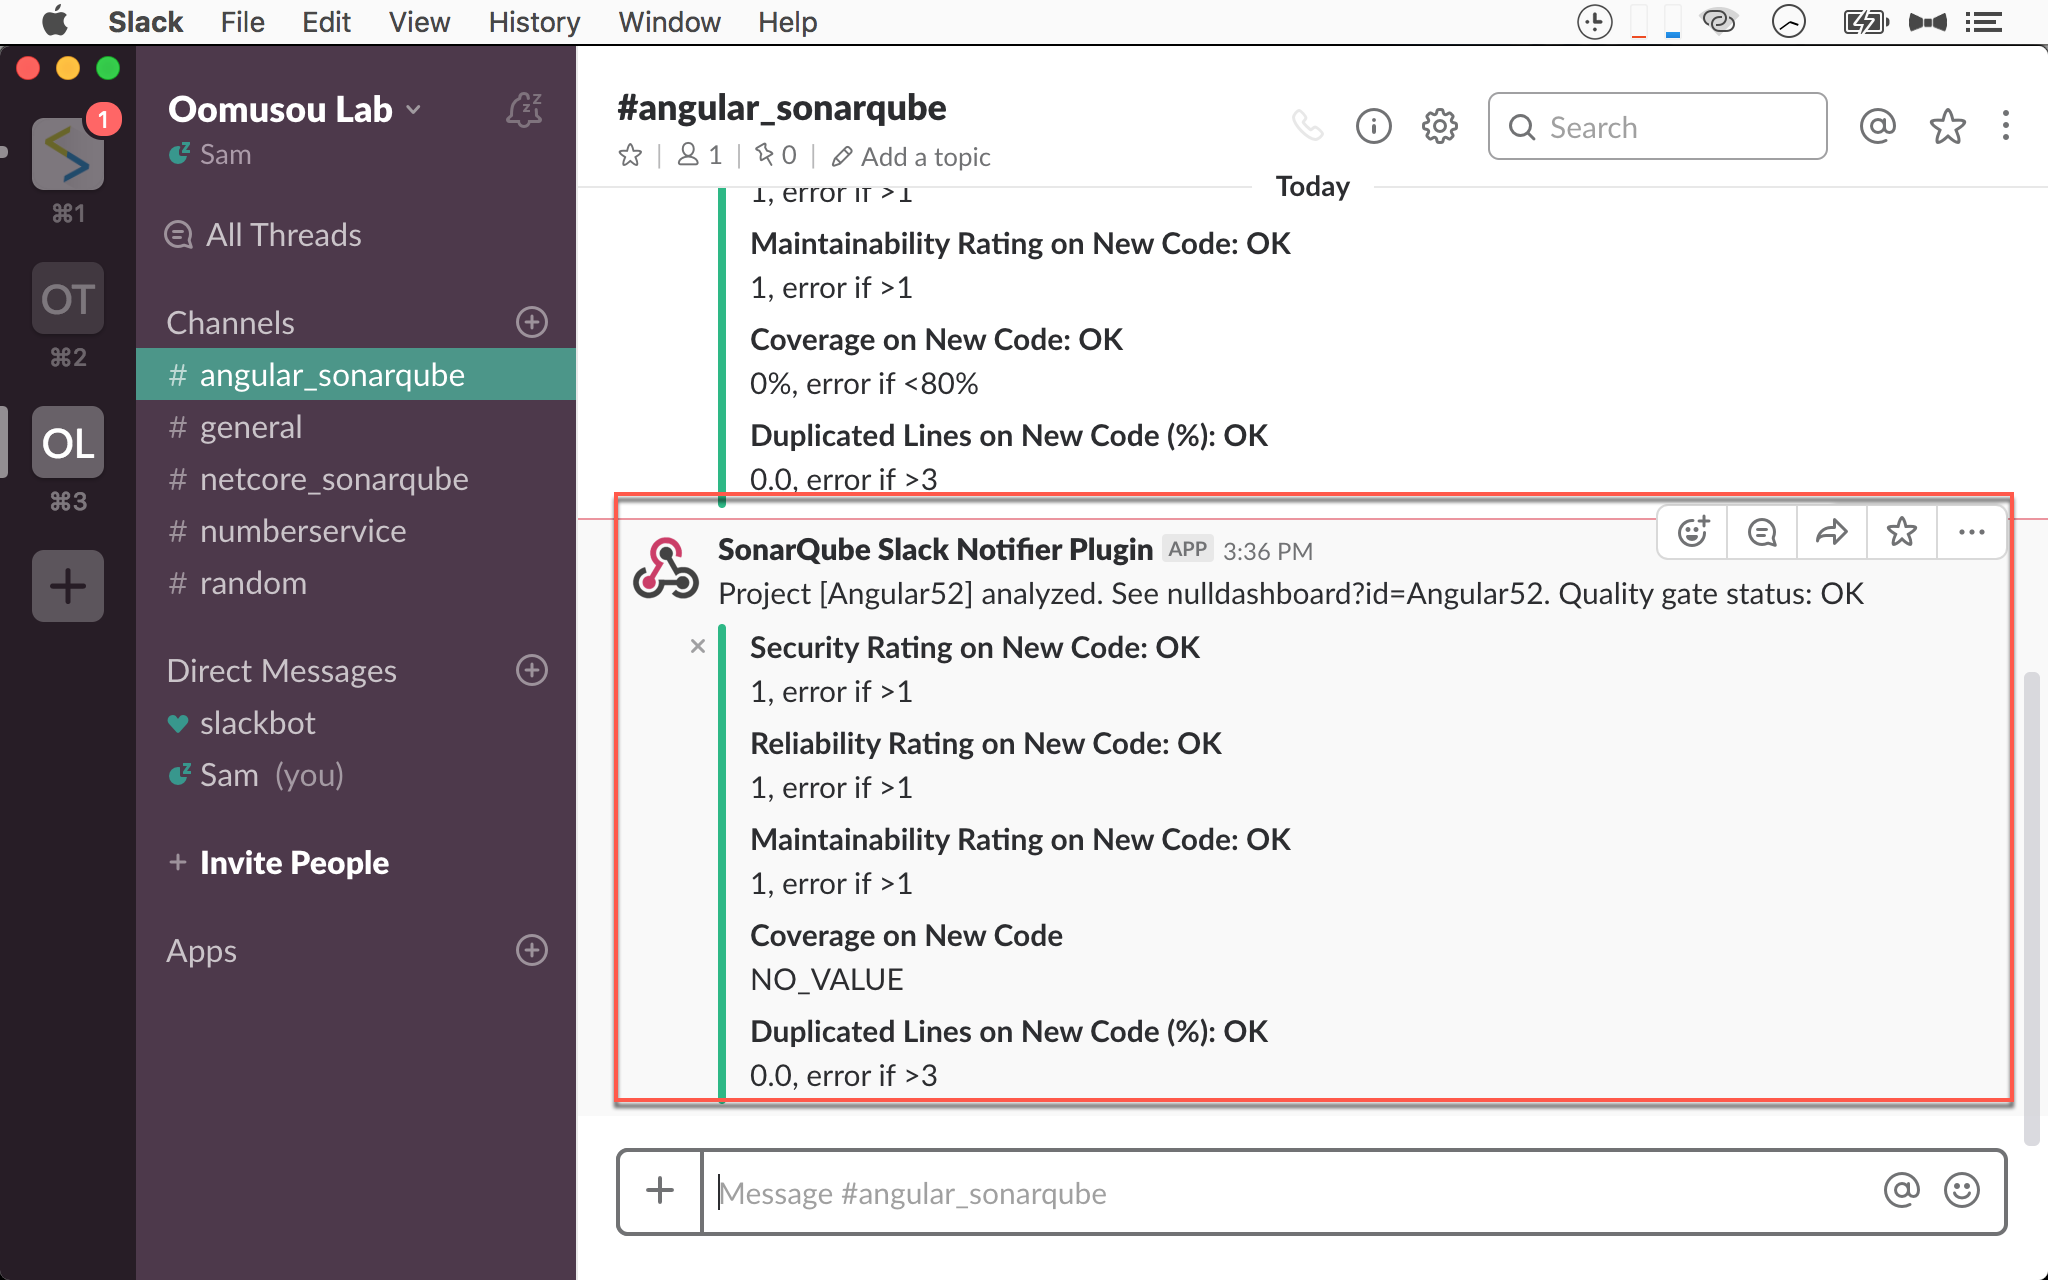 Slack File Edit View History Window Help
1
⌘1
OT
⌘2
OL
⌘3
Oomusou Lab
Sam
All Threads
Channels
# angular_sonarqube
# general
# netcore_sonarqube
# numberservice
# random
Direct Messages
slackbot
Sam (you)
+ Invite People
Apps
#angular_sonarqube
1 | 0 | Add a topic
Search
Today
1, error if >1
Maintainability Rating on New Code: OK
1, error if >1
Coverage on New Code: OK
0%, error if <80%
Duplicated Lines on New Code (%): OK
0.0, error if >3
SonarQube Slack Notifier Plugin APP 3:36 PM
Project [Angular52] analyzed. See nulldashboard?id=Angular52. Quality gate status: OK
Security Rating on New Code: OK
1, error if >1
Reliability Rating on New Code: OK
1, error if >1
Maintainability Rating on New Code: OK
1, error if >1
Coverage on New Code
NO_VALUE
Duplicated Lines on New Code (%): OK
0.0, error if >3
Message #angular_sonarqube